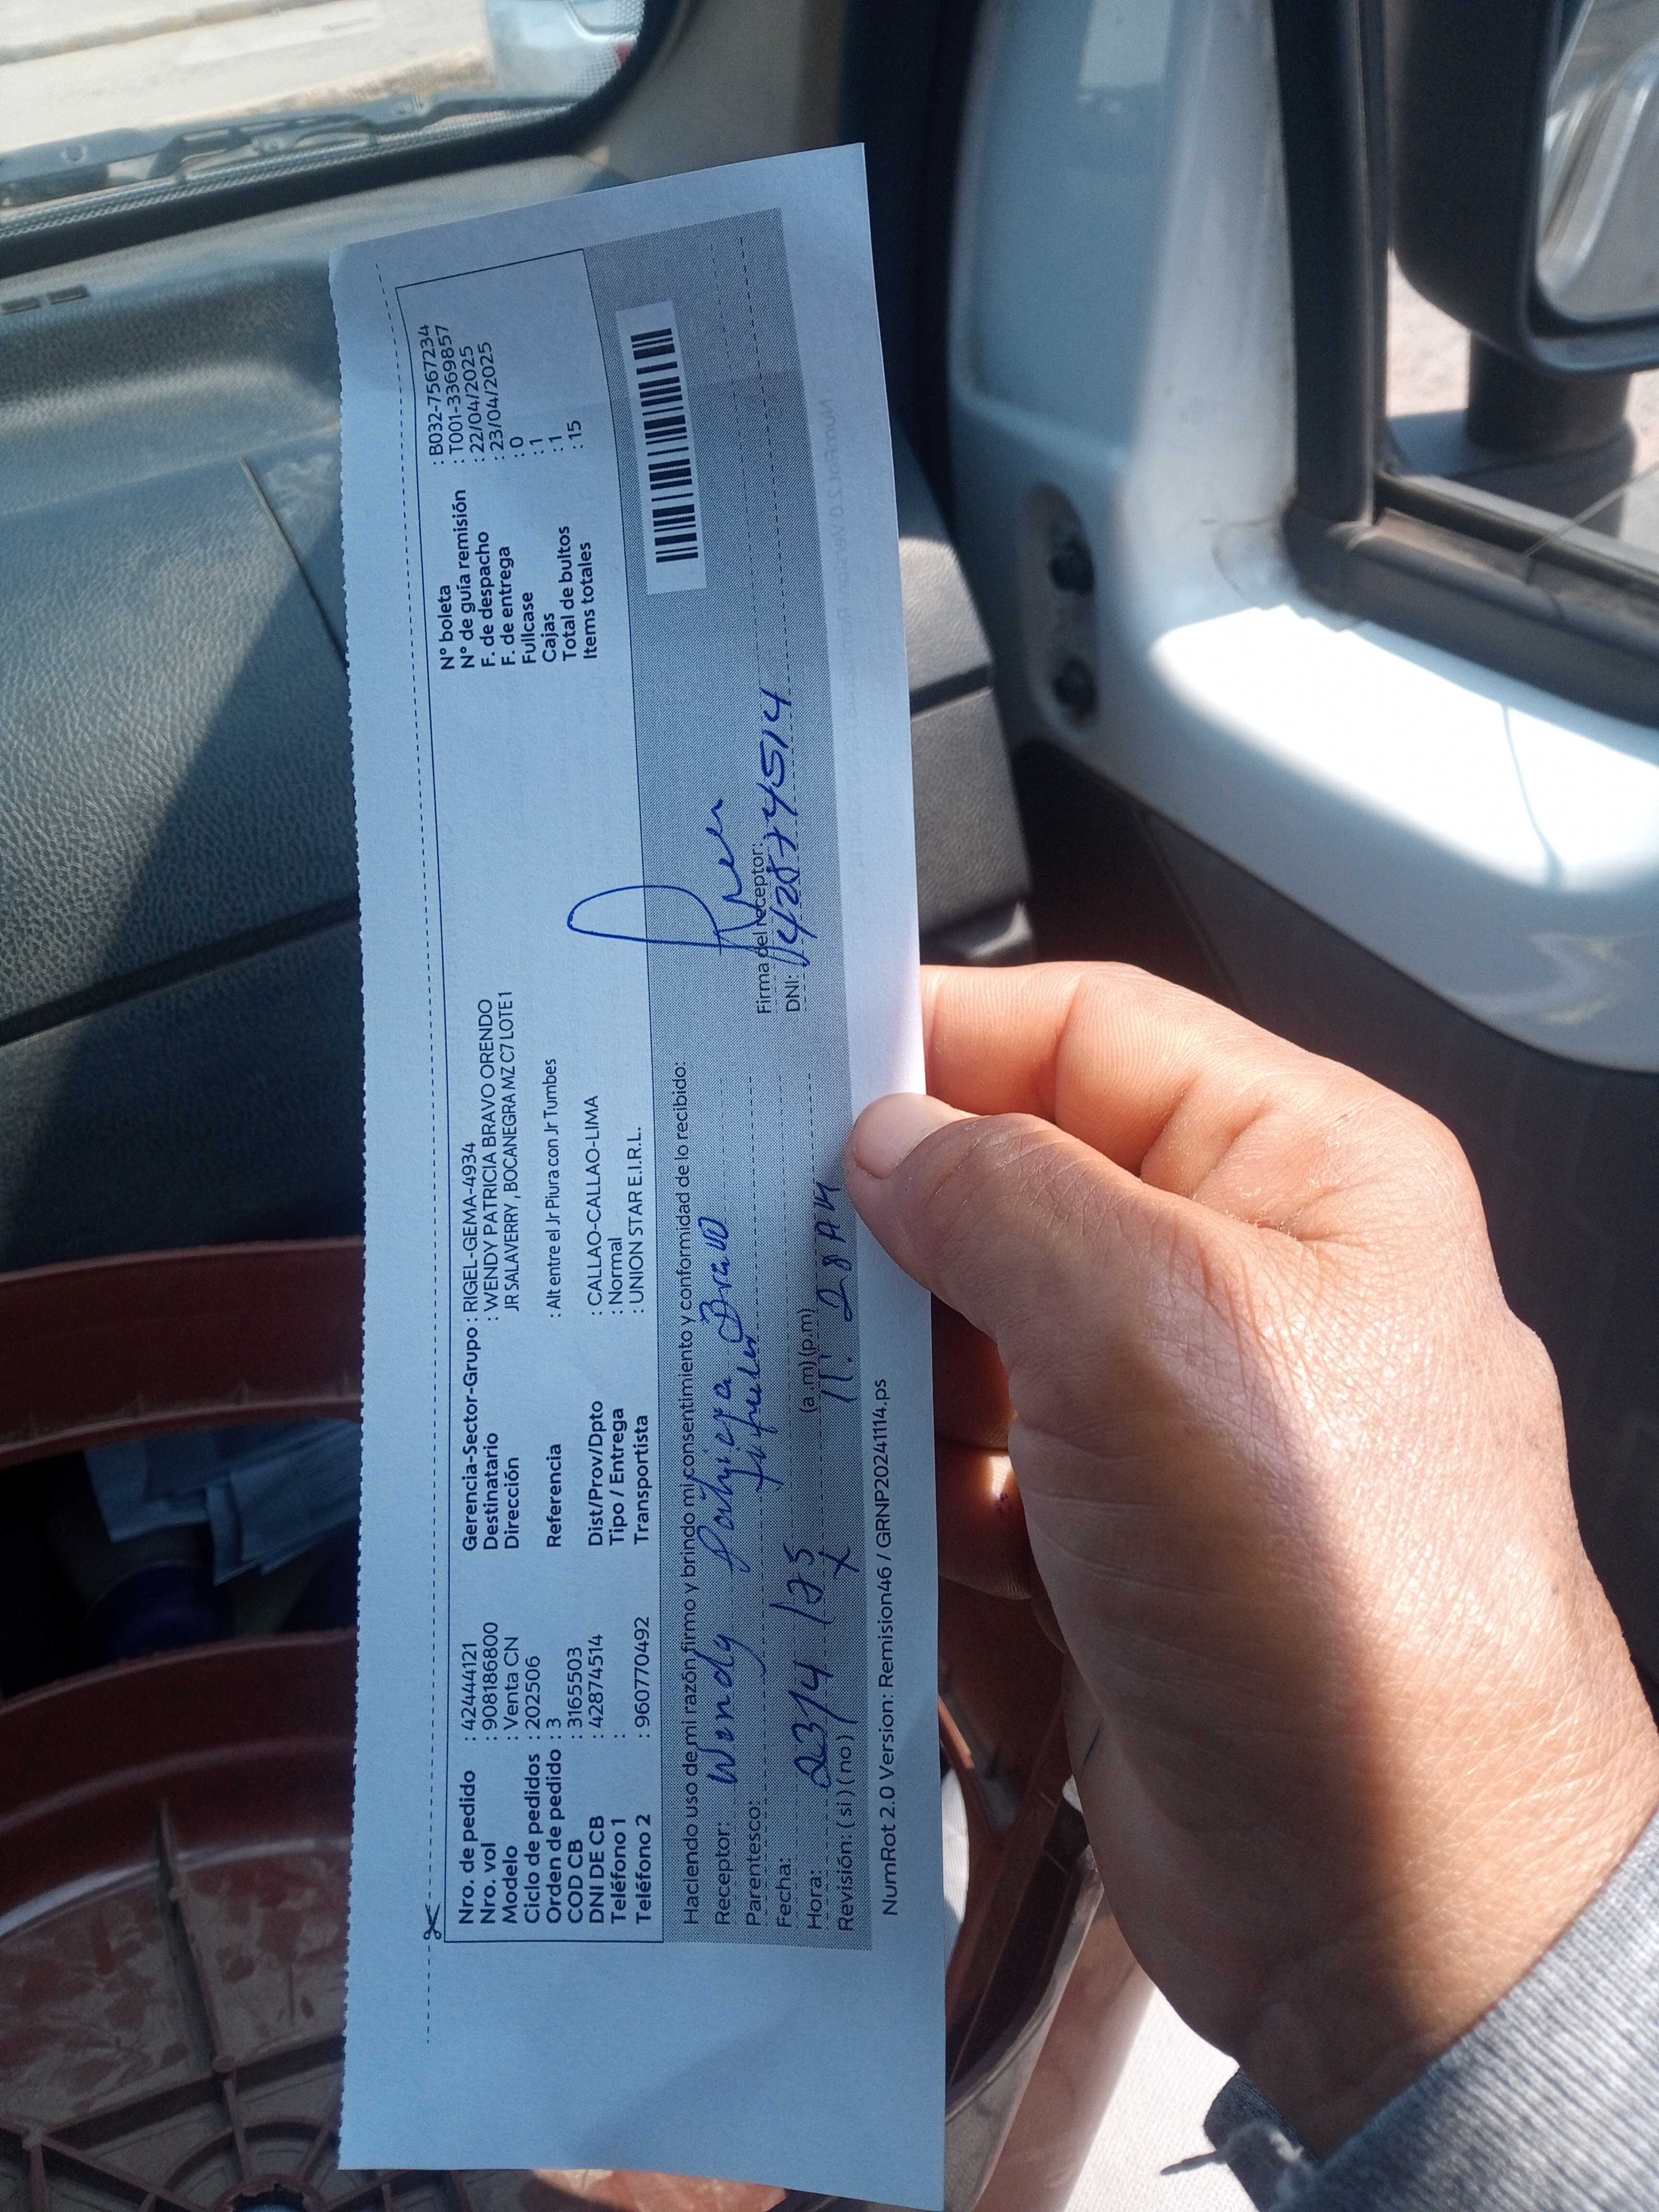 Nro. de pedido : 42444121
Nro. vol : 908186800
Modelo : Venta CN
Ciclo de pedidos : 202506
Orden de pedido : 3
COD CB : 3165503
DNI DE CB : 42874514
Teléfono 1 :
Teléfono 2 : 960770492
Gerencia-Sector-Grupo : RIGEL-GEMA-4934
Destinatario : WENDY PATRICIA BRAVO ORENDO
Dirección JR SALAVERRY , BOCANEGRA MZ C7 LOTE 1
Referencia : Alt entre el Jr Piura con Jr Tumbes
Dist/Prov/Dpto : CALLAO-CALLAO-LIMA
Tipo / Entrega : Normal
Transportista : UNION STAR E.I.R.L.
N° boleta : B032-7567234
N° de guía remisión : T001-3369857
F. de despacho : 22/04/2025
F. de entrega : 23/04/2025
Fullcase : 0
Cajas : 1
Total de bultos : 1
Items totales : 15
Haciendo uso de mi razón firmo y brindo mi consentimiento y conformidad de lo recibido:
Receptor: Wendy Patricia Bravo
Parentesco:
Fecha: 23/4/25
Hora: (a.m) (p.m) 11:28 AM
Revisión: ( si ) ( no ) X
Firma del receptor:
DNI: 42874514
NumRot 2.0 Version: Remision46 / GRNP20241114.ps